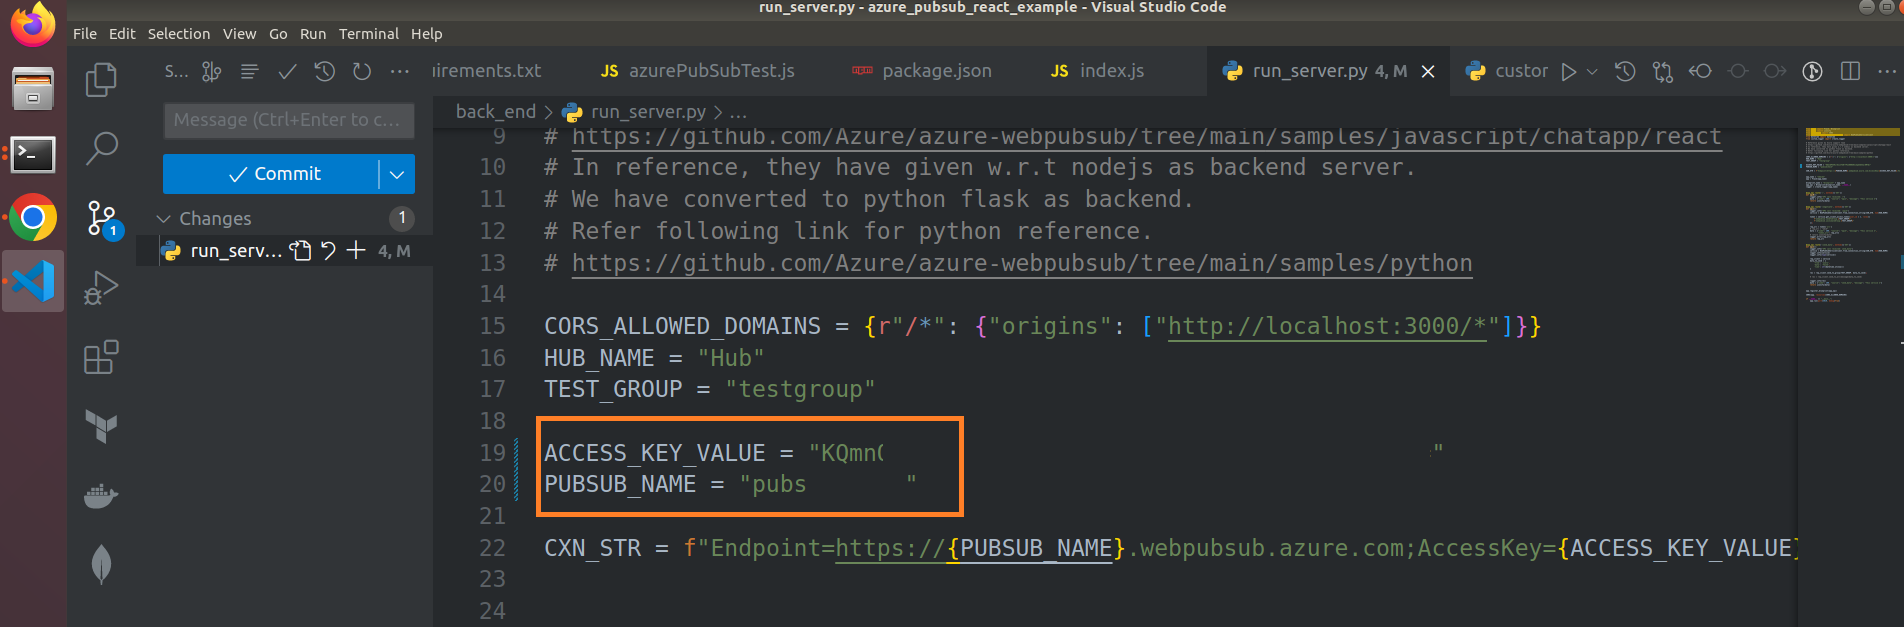 run_server.py - azure_pubsub_react_example - Visual Studio Code
File Edit Selection View Go Run Terminal Help
S... irements.txt JS azurePubSubTest.js package.json JS index.js run_server.py 4, M custor
Message (Ctrl+Enter to c...
Commit
Changes 1
run_serv... 4, M
1
back_end > run_server.py > ...
9 # https://github.com/Azure/azure-webpubsub/tree/main/samples/javascript/chatapp/react
10 # In reference, they have given w.r.t nodejs as backend server.
11 # We have converted to python flask as backend.
12 # Refer following link for python reference.
13 # https://github.com/Azure/azure-webpubsub/tree/main/samples/python
14
15 CORS_ALLOWED_DOMAINS = {r"/*": {"origins": ["http://localhost:3000/*"]}}
16 HUB_NAME = "Hub"
17 TEST_GROUP = "testgroup"
18
19 ACCESS_KEY_VALUE = "KQmn "
20 PUBSUB_NAME = "pubs "
21
22 CXN_STR = f"Endpoint=https://{PUBSUB_NAME}.webpubsub.azure.com;AccessKey={ACCESS_KEY_VALUE}
23
24